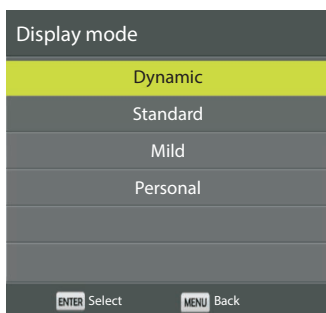 Display mode
Dynamic
Standard
Mild
Personal
ENTER Select MENU Back